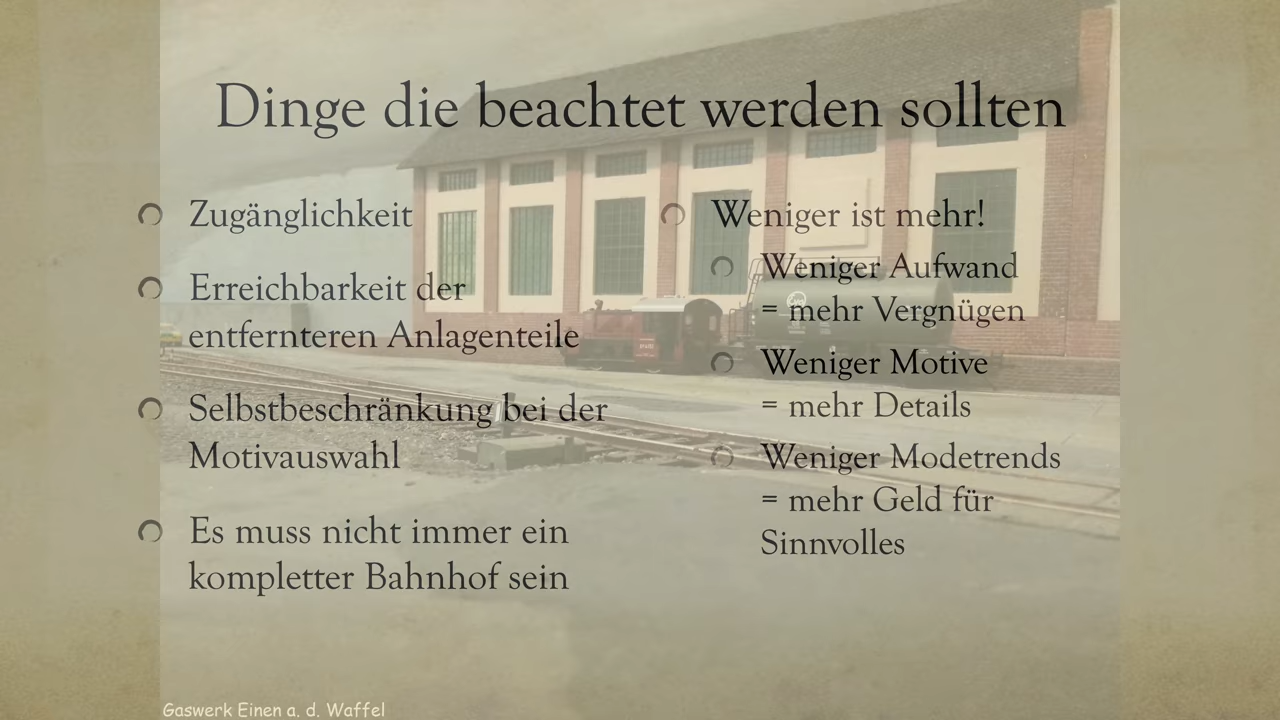 Dinge die beachtet werden sollten
Zugänglichkeit
Erreichbarkeit der
entfernteren Anlagenteile
Selbstbeschränkung bei der
Motivauswahl
Es muss nicht immer ein
kompletter Bahnhof sein
Weniger ist mehr!
Weniger Aufwand
= mehr Vergnügen
Weniger Motive
= mehr Details
Weniger Modetrends
= mehr Geld für
Sinnvolles
Gaswerk Einen a. d. Waffel